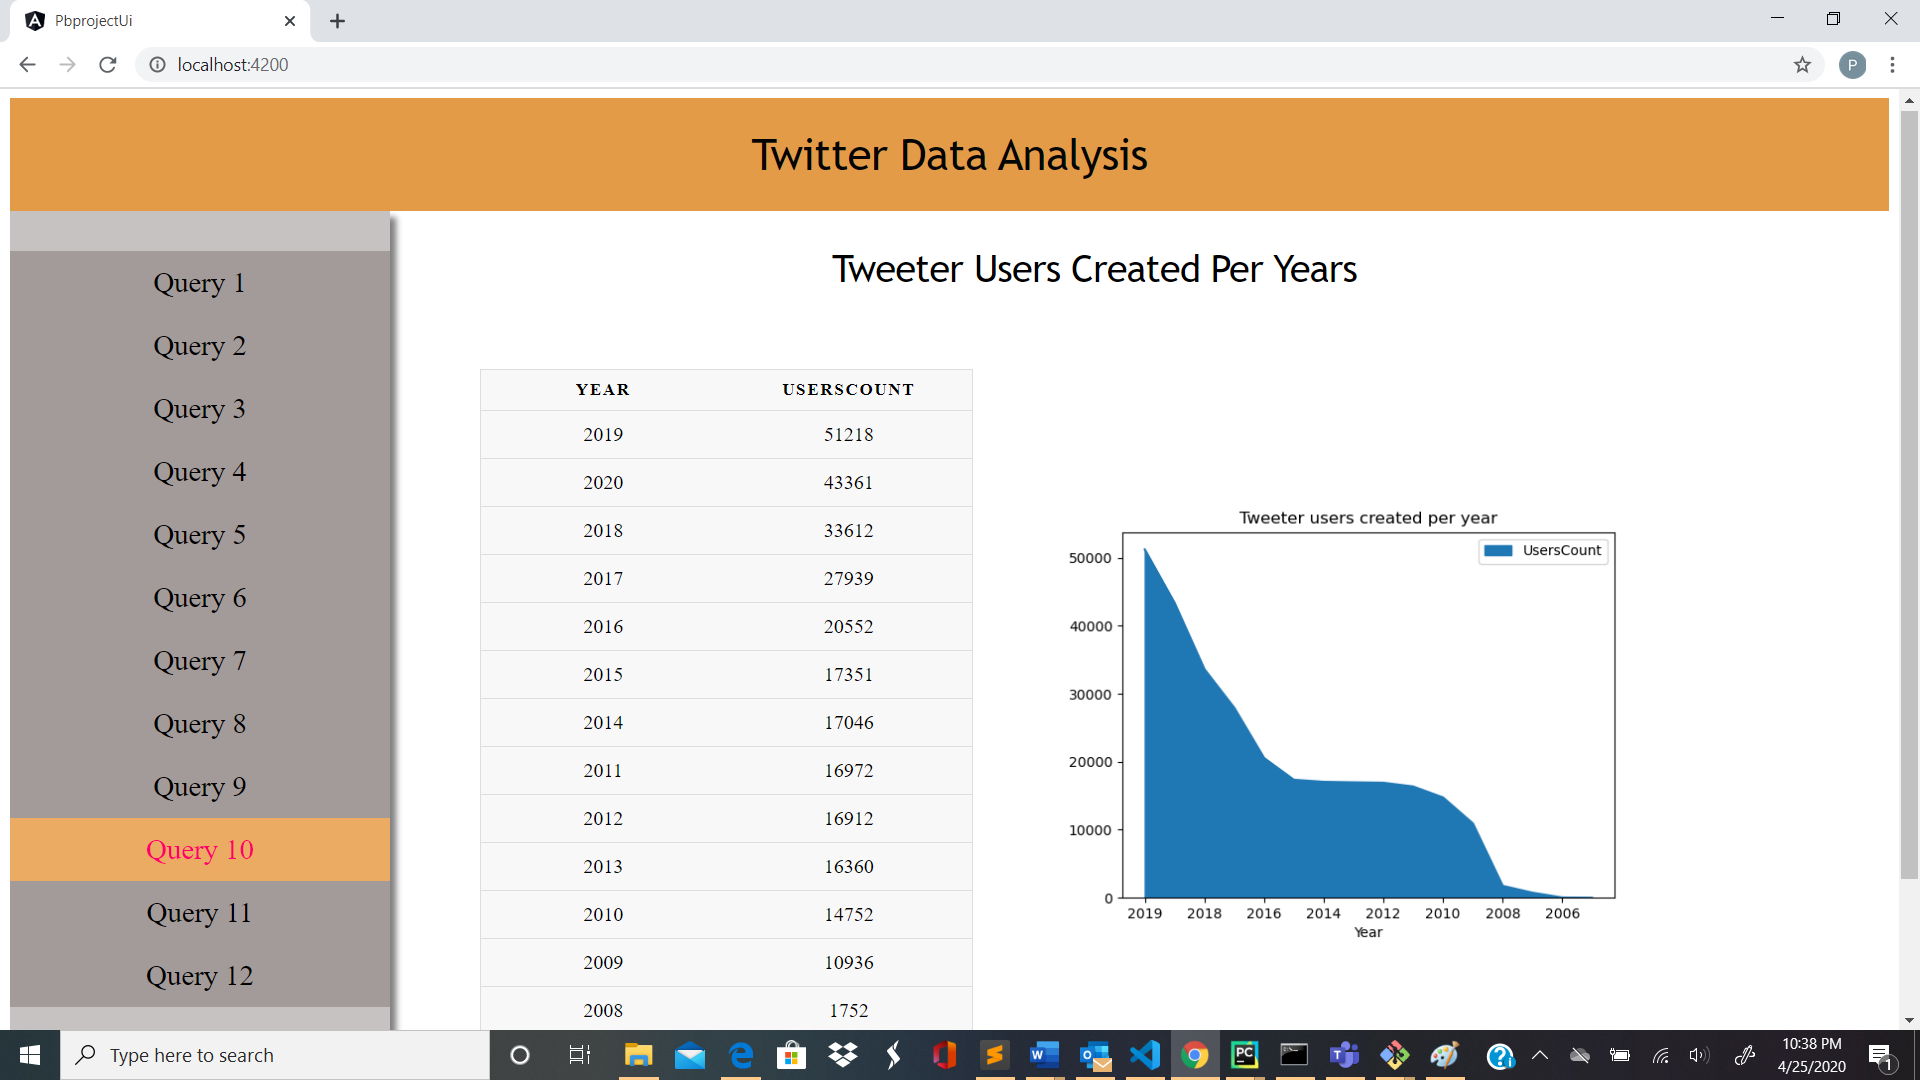 PbprojectUi
localhost:4200
P
Twitter Data Analysis
Query 1
Query 2
Query 3
Query 4
Query 5
Query 6
Query 7
Query 8
Query 9
Query 10
Query 11
Query 12
Tweeter Users Created Per Years
YEAR USERSCOUNT
2019 51218
2020 43361
2018 33612
2017 27939
2016 20552
2015 17351
2014 17046
2011 16972
2012 16912
2013 16360
2010 14752
2009 10936
2008 1752
Tweeter users created per year
UsersCount
50000
40000
30000
20000
10000
0
2019 2018 2016 2014 2012 2010 2008 2006
Year
Type here to search
10:38 PM
4/25/2020
1